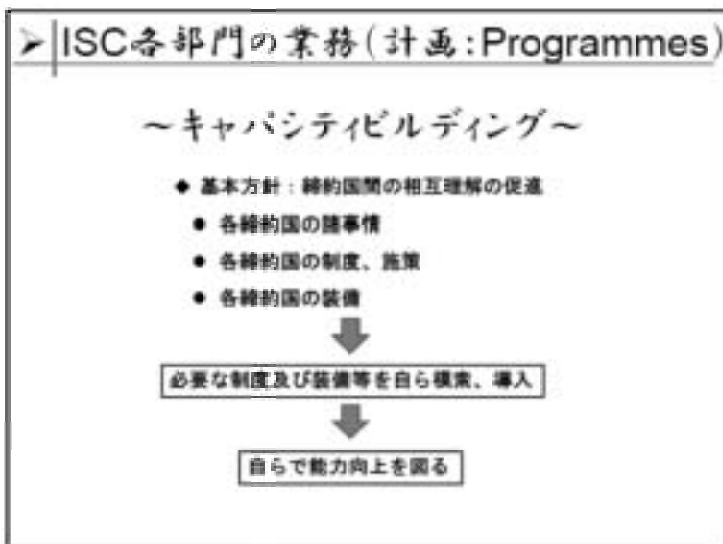 ➢ ISC各部門の業務(計画:Programmes)
～キャパシティビルディング～
◆ 基本方針:締約国間の相互理解の促進
● 各締約国の諸事情
● 各締約国の制度、施策
● 各締約国の装備
必要な制度及び装備等を自ら模索、導入
自らで能力向上を図る